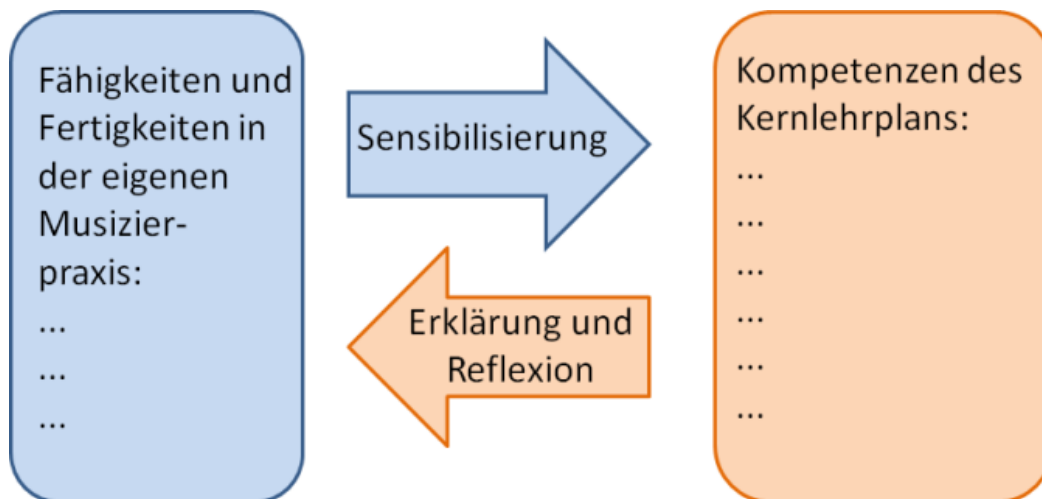 Fähigkeiten und
Fertigkeiten in
der eigenen
Musizier-
praxis:
...
...
...
Sensibilisierung
Erklärung und
Reflexion
Kompetenzen des
Kernlehrplans:
...
...
...
...
...
...